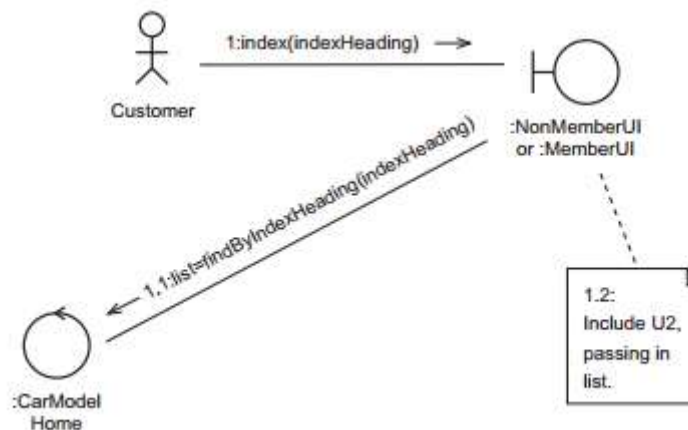 1:index(indexHeading)
Customer
:NonMemberUI
or :MemberUI
1.1:list=findByIndexHeading(indexHeading)
1.2:
Include U2,
passing in
list.
:CarModel
Home